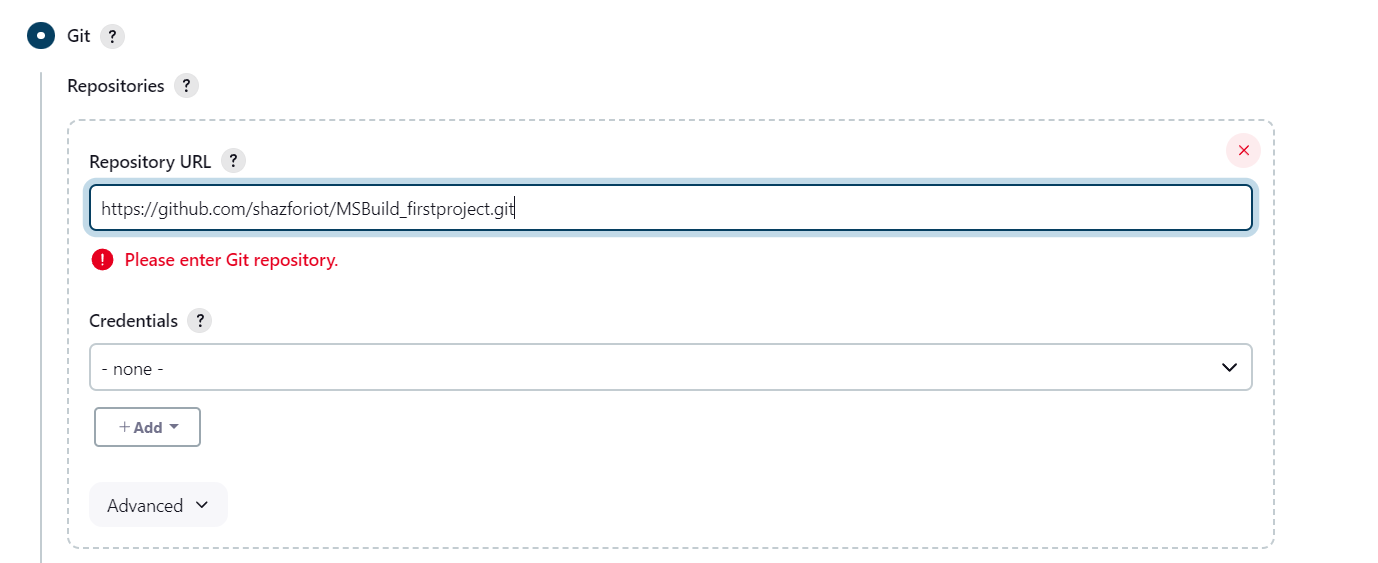 Git ?
Repositories ?
Repository URL ?
https://github.com/shazforiot/MSBuild_firstproject.git
! Please enter Git repository.
Credentials ?
- none -
+ Add
Advanced